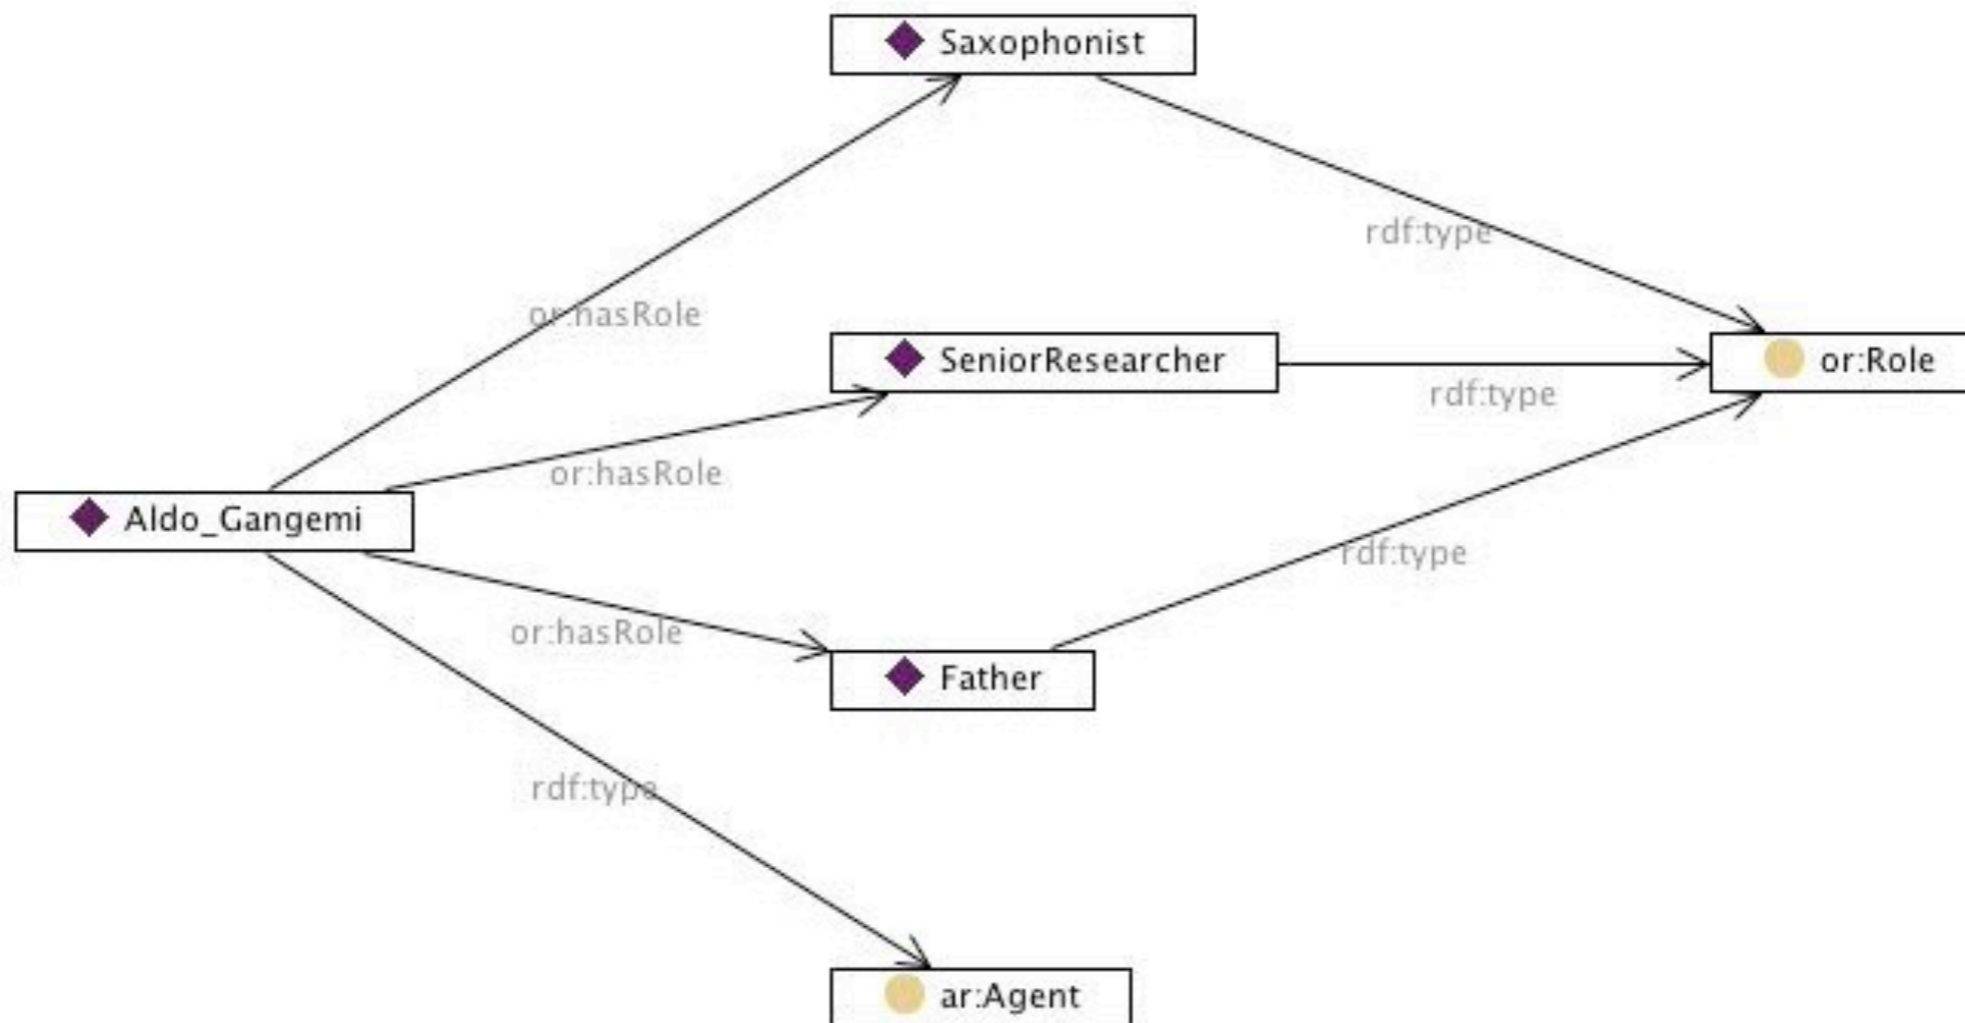 Saxophonist
rdf:type
or:hasRole
SeniorResearcher
or:Role
rdf:type
or:hasRole
Aldo_Gangemi
rdf:type
or:hasRole
Father
rdf:type
ar:Agent